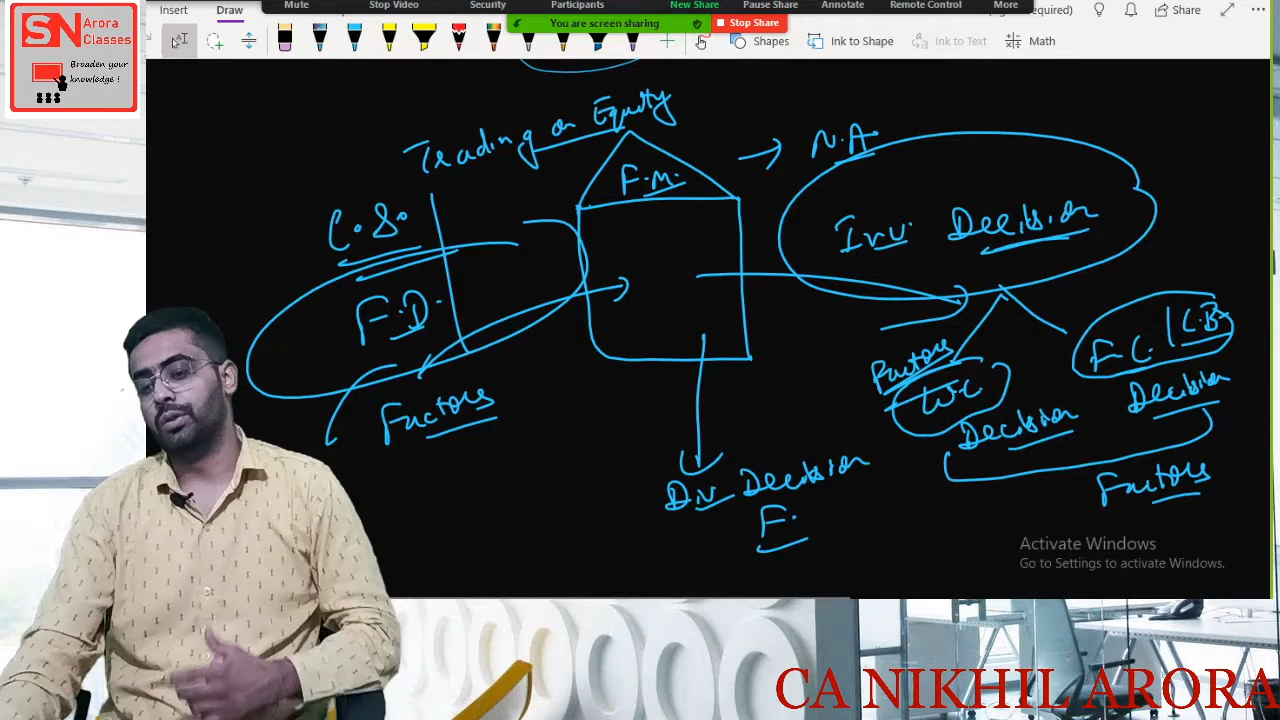 Insert
Draw
Mute
Stop Video
Security
Participants
New Share
Pause Share
Annotate
Remote Control
More
required)
Share
You are screen sharing
Stop Share
Shapes
Ink to Shape
Ink to Text
Math
SN Arora
Classes
Broaden your
knowledge !
Trading on Equity
F.M.
N.A
C.S.
Inv. Decision
F.D.
Factors
WC
Decision
F.C. | C.B
Decision
Factors
Factors
Div. Decision
F.
Activate Windows
Go to Settings to activate Windows.
CA NIKHIL ARORA